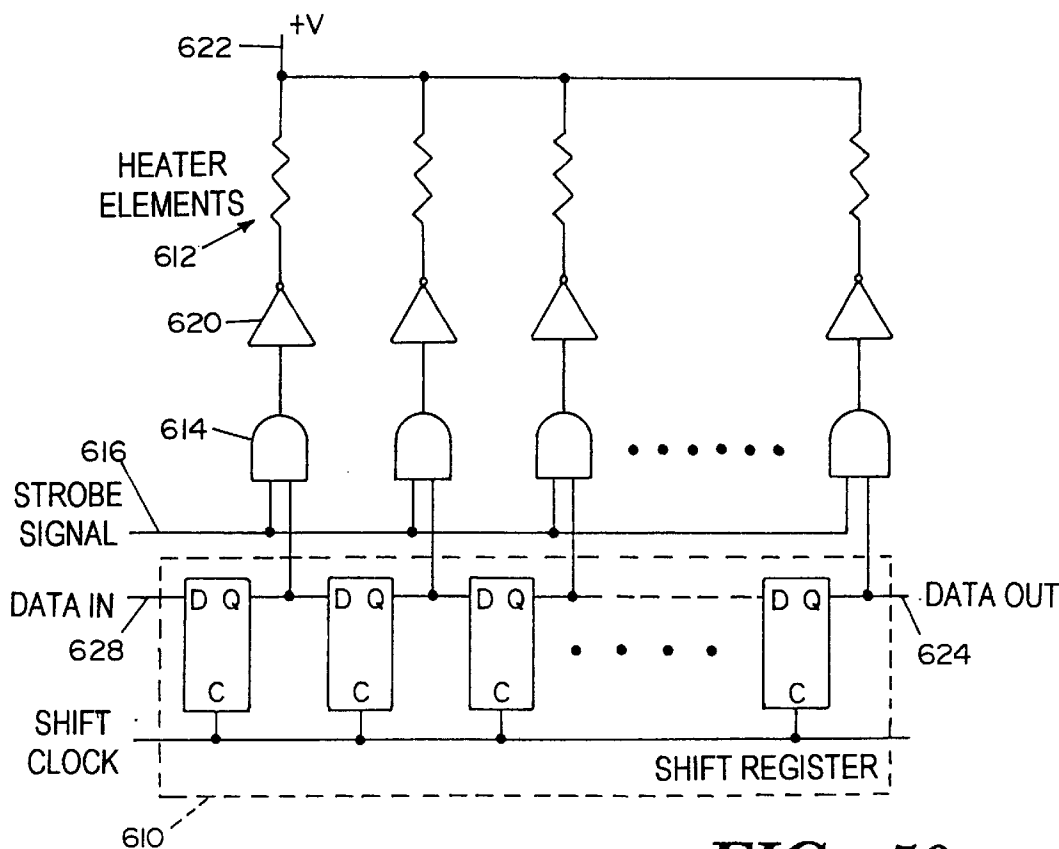 +V
622
HEATER
ELEMENTS
612
620
614
616
STROBE
SIGNAL
DATA IN
D Q
D Q
D Q
D Q
DATA OUT
628
624
C
C
C
C
SHIFT
CLOCK
SHIFT REGISTER
610